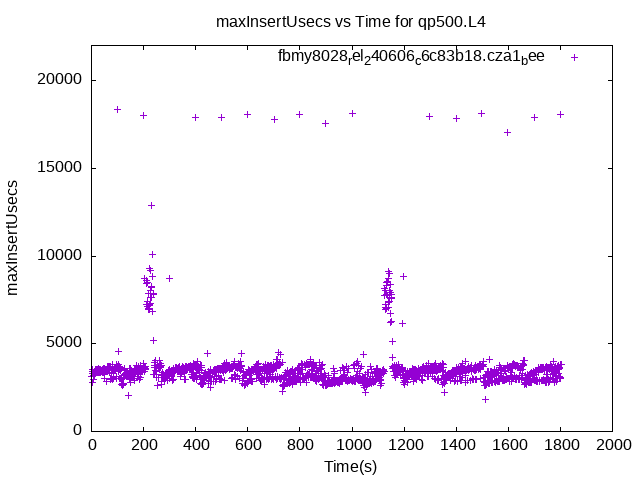 maxInsertUsecs vs Time for qp500.L4
fbmy8028rel240606c6c83b18.cza1bee
maxInsertUsecs
20000
15000
10000
5000
0
0 200 400 600 800 1000 1200 1400 1600 1800 2000
Time(s)